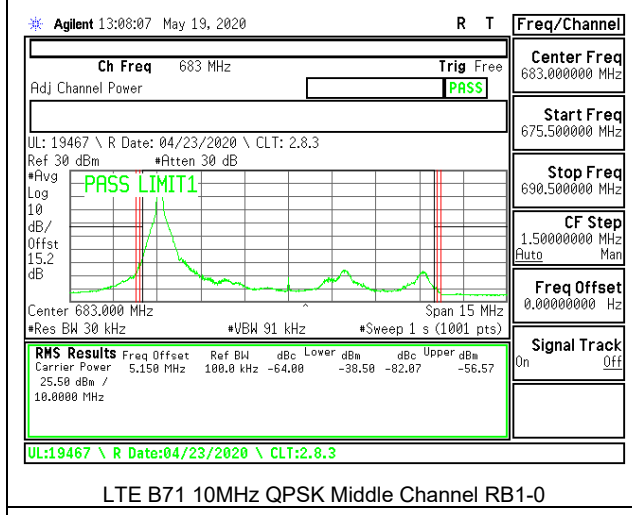 Agilent 13:08:07 May 19, 2020 R T
Ch Freq 683 MHz Trig Free
Adj Channel Power PASS
UL: 19467 \ R Date: 04/23/2020 \ CLT: 2.8.3
Ref 30 dBm #Atten 30 dB
#Avg
Log
10
dB/
Offst
15.2
dB
PASS LIMIT1
Center 683.000 MHz Span 15 MHz
#Res BW 30 kHz #VBW 91 kHz #Sweep 1 s (1001 pts)
RMS Results Freq Offset Ref BW dBc Lower dBm dBc Upper dBm
Carrier Power 5.150 MHz 100.0 kHz -64.00 -38.50 -82.07 -56.57
25.50 dBm /
10.0000 MHz
UL:19467 \ R Date:04/23/2020 \ CLT:2.8.3
Freq/Channel
Center Freq
683.000000 MHz
Start Freq
675.500000 MHz
Stop Freq
690.500000 MHz
CF Step
1.50000000 MHz
Auto Man
Freq Offset
0.00000000 Hz
Signal Track
On Off
LTE B71 10MHz QPSK Middle Channel RB1-0